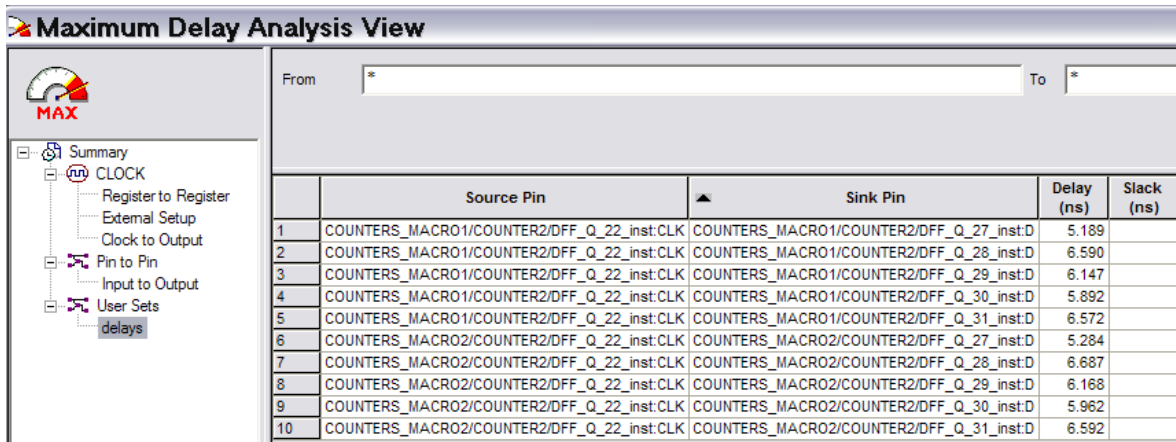 Maximum Delay Analysis View
MAX
From * To *
Summary
CLOCK
Register to Register
External Setup
Clock to Output
Pin to Pin
Input to Output
User Sets
delays
Source Pin Sink Pin Delay (ns) Slack (ns)
1 COUNTERS_MACRO1/COUNTER2/DFF_Q_22_inst:CLK COUNTERS_MACRO1/COUNTER2/DFF_Q_27_inst:D 5.189
2 COUNTERS_MACRO1/COUNTER2/DFF_Q_22_inst:CLK COUNTERS_MACRO1/COUNTER2/DFF_Q_28_inst:D 6.590
3 COUNTERS_MACRO1/COUNTER2/DFF_Q_22_inst:CLK COUNTERS_MACRO1/COUNTER2/DFF_Q_29_inst:D 6.147
4 COUNTERS_MACRO1/COUNTER2/DFF_Q_22_inst:CLK COUNTERS_MACRO1/COUNTER2/DFF_Q_30_inst:D 5.892
5 COUNTERS_MACRO1/COUNTER2/DFF_Q_22_inst:CLK COUNTERS_MACRO1/COUNTER2/DFF_Q_31_inst:D 6.572
6 COUNTERS_MACRO2/COUNTER2/DFF_Q_22_inst:CLK COUNTERS_MACRO2/COUNTER2/DFF_Q_27_inst:D 5.284
7 COUNTERS_MACRO2/COUNTER2/DFF_Q_22_inst:CLK COUNTERS_MACRO2/COUNTER2/DFF_Q_28_inst:D 6.687
8 COUNTERS_MACRO2/COUNTER2/DFF_Q_22_inst:CLK COUNTERS_MACRO2/COUNTER2/DFF_Q_29_inst:D 6.168
9 COUNTERS_MACRO2/COUNTER2/DFF_Q_22_inst:CLK COUNTERS_MACRO2/COUNTER2/DFF_Q_30_inst:D 5.962
10 COUNTERS_MACRO2/COUNTER2/DFF_Q_22_inst:CLK COUNTERS_MACRO2/COUNTER2/DFF_Q_31_inst:D 6.592